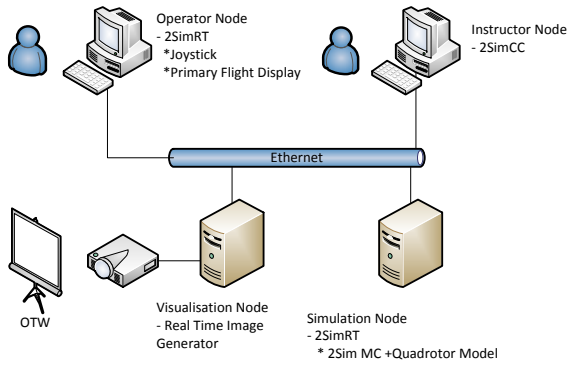 Operator Node
- 2SimRT
*Joystick
*Primary Flight Display
Instructor Node
- 2SimCC
Ethernet
OTW
Visualisation Node
- Real Time Image
Generator
Simulation Node
- 2SimRT
* 2Sim MC +Quadrotor Model